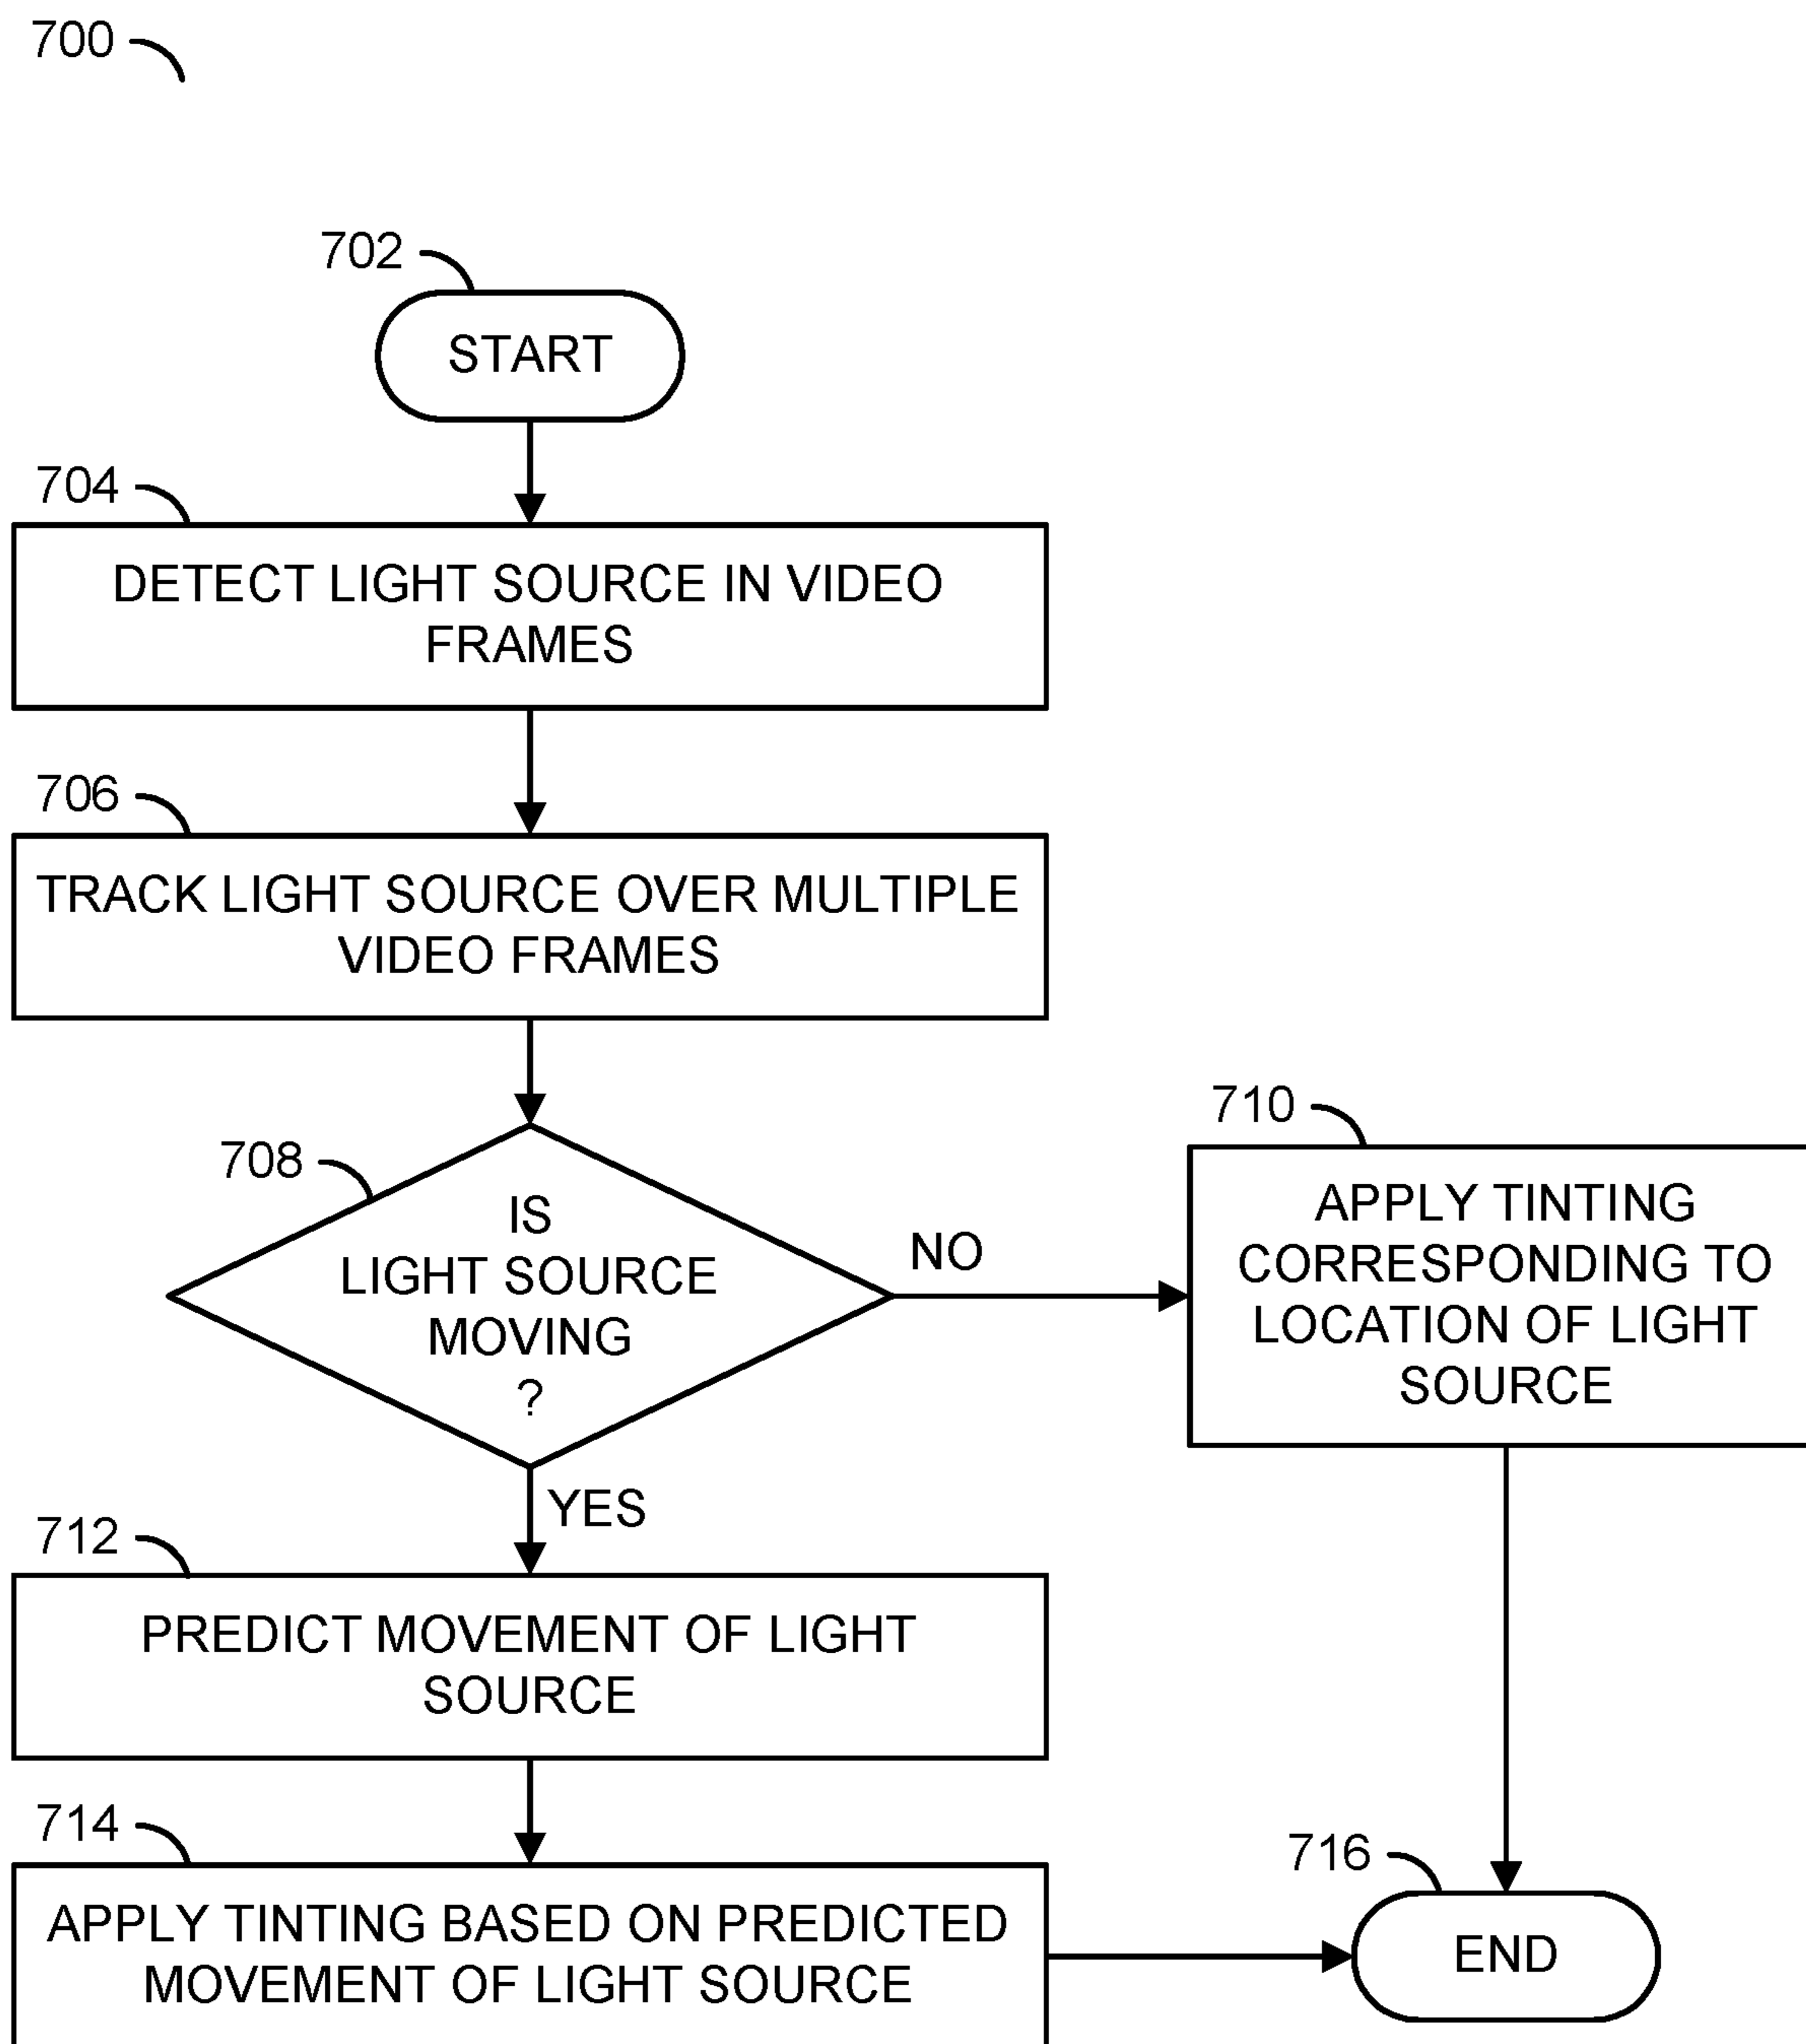 700
702
START
704
DETECT LIGHT SOURCE IN VIDEO
FRAMES
706
TRACK LIGHT SOURCE OVER MULTIPLE
VIDEO FRAMES
708
IS
LIGHT SOURCE
MOVING
?
NO
710
APPLY TINTING
CORRESPONDING TO
LOCATION OF LIGHT
SOURCE
YES
712
PREDICT MOVEMENT OF LIGHT
SOURCE
714
APPLY TINTING BASED ON PREDICTED
MOVEMENT OF LIGHT SOURCE
716
END